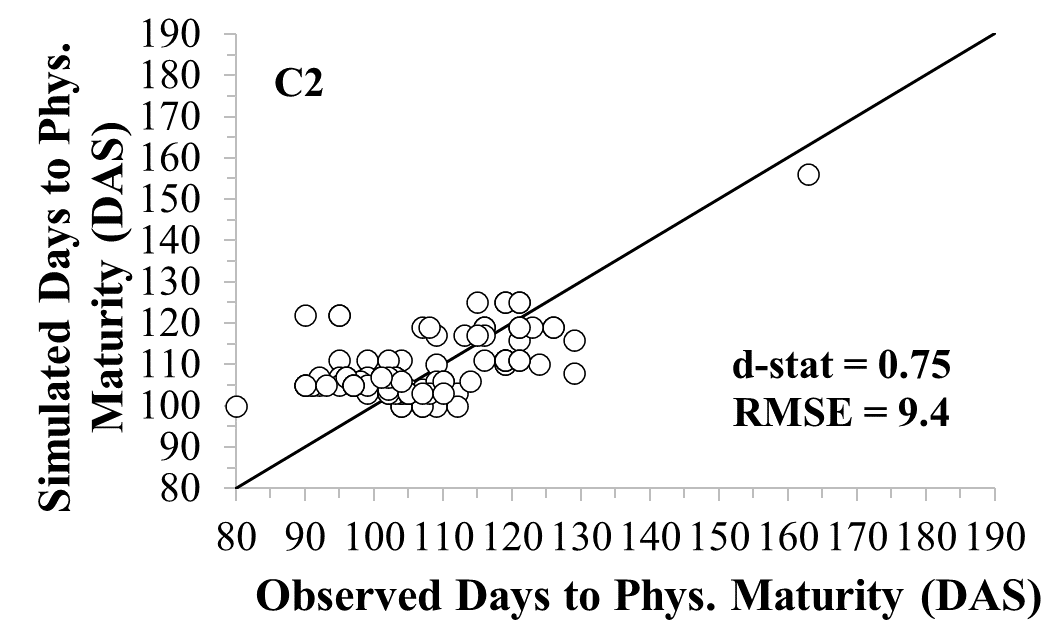 Simulated Days to Phys.
Maturity (DAS)
190
180
170
160
150
140
130
120
110
100
90
80
C2
d-stat = 0.75
RMSE = 9.4
80 90 100 110 120 130 140 150 160 170 180 190
Observed Days to Phys. Maturity (DAS)